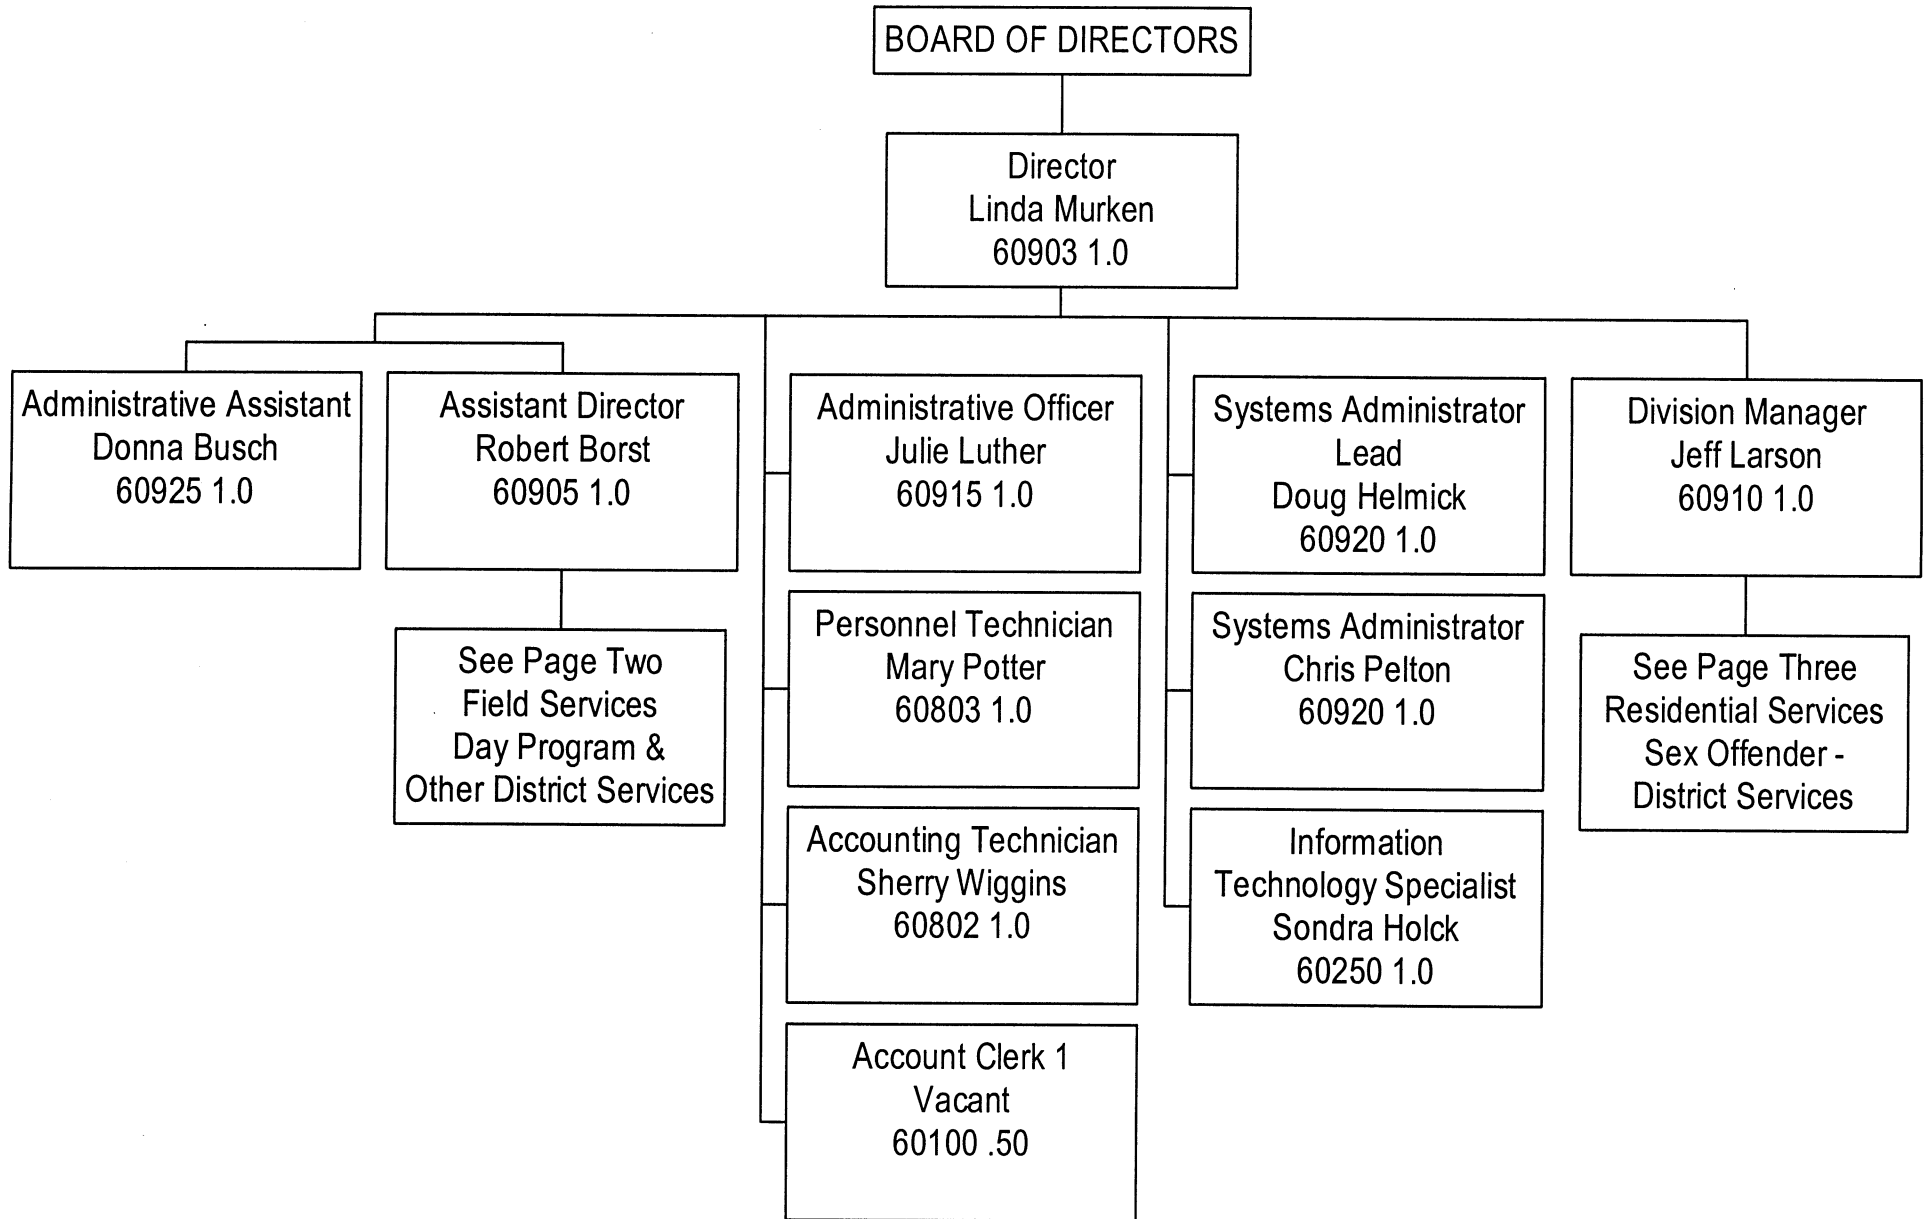 BOARD OF DIRECTORS
Director
Linda Murken
60903 1.0
Administrative Assistant
Donna Busch
60925 1.0
Assistant Director
Robert Borst
60905 1.0
See Page Two
Field Services
Day Program &
Other District Services
Administrative Officer
Julie Luther
60915 1.0
Personnel Technician
Mary Potter
60803 1.0
Accounting Technician
Sherry Wiggins
60802 1.0
Account Clerk 1
Vacant
60100 .50
Systems Administrator
Lead
Doug Helmick
60920 1.0
Systems Administrator
Chris Pelton
60920 1.0
Information
Technology Specialist
Sondra Holck
60250 1.0
Division Manager
Jeff Larson
60910 1.0
See Page Three
Residential Services
Sex Offender -
District Services